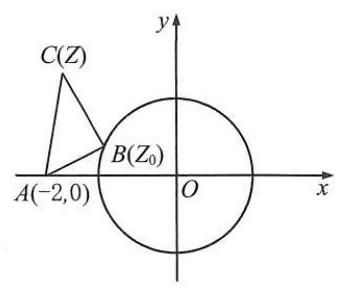 y
C(Z)
B(Z₀)
A(−2,0)
O
x